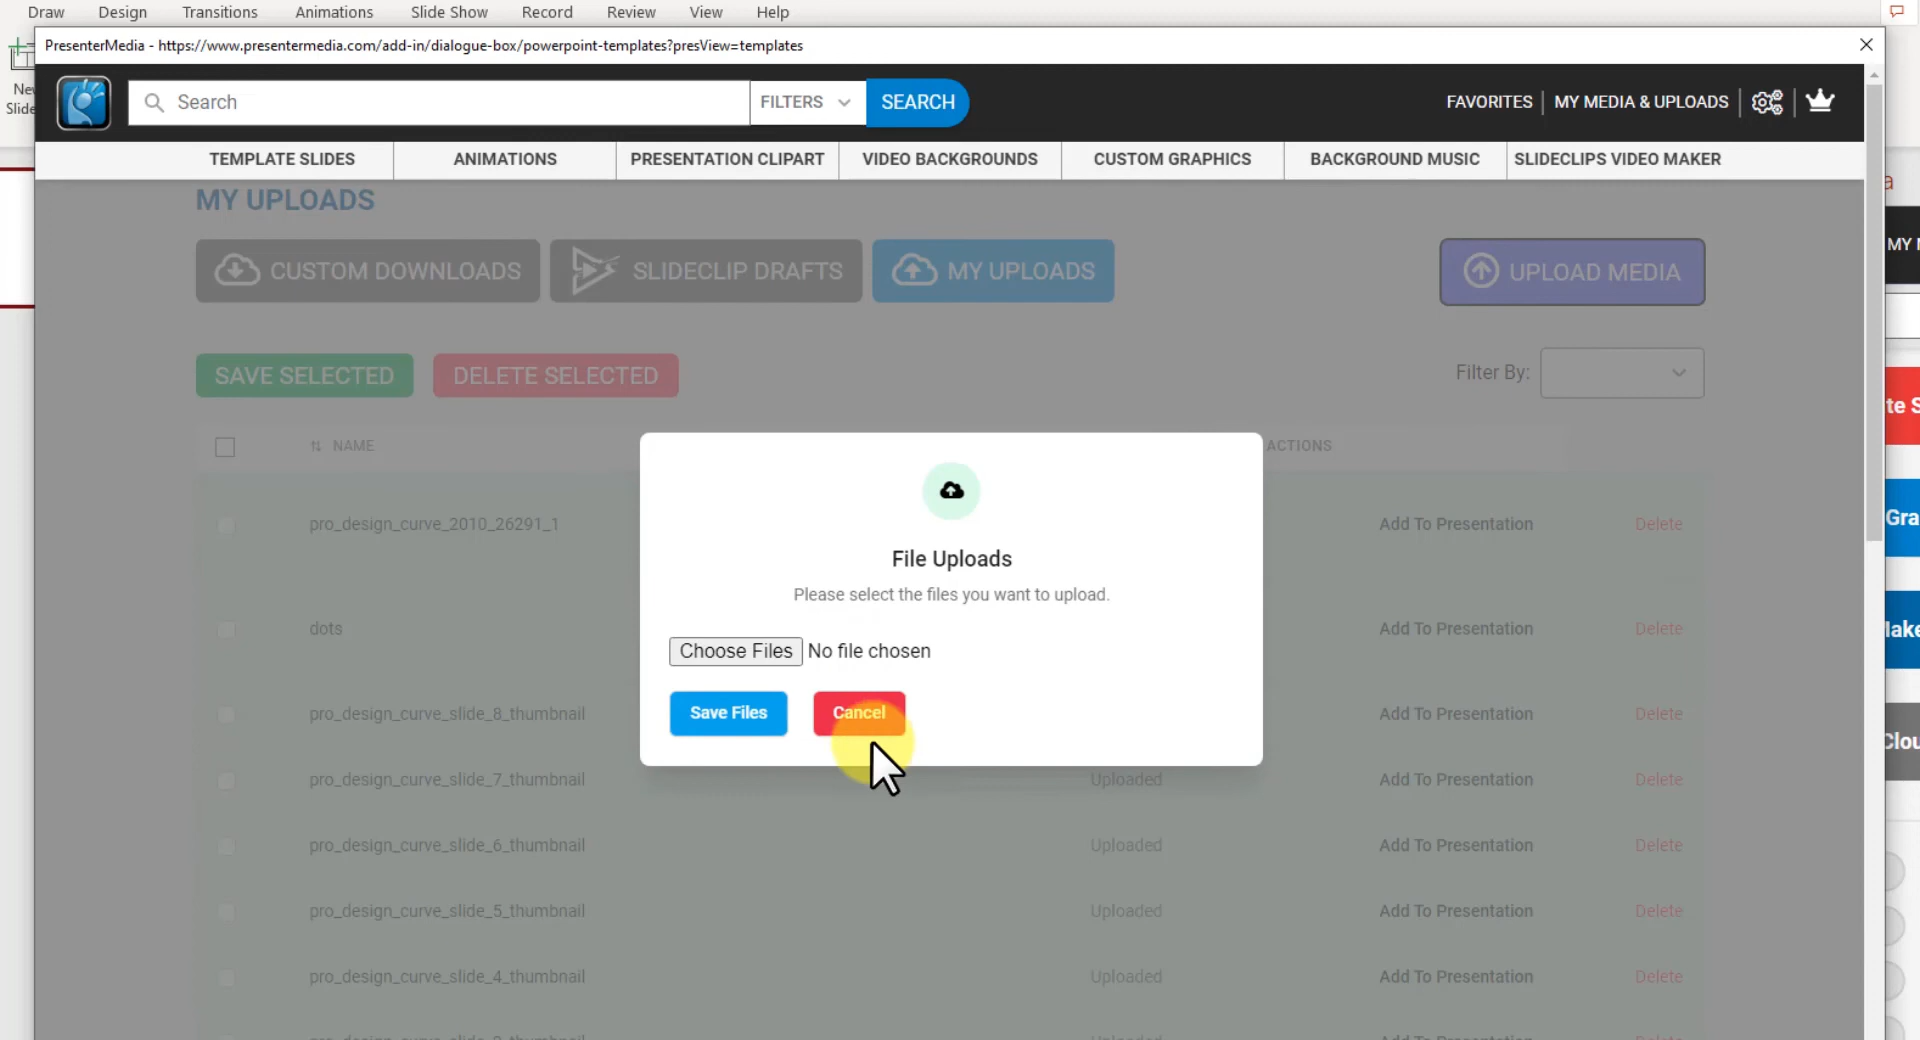 Draw Design Transitions Animations Slide Show Record Review View Help
PresenterMedia - https://www.presentermedia.com/add-in/dialogue-box/powerpoint-templates?presView=templates
New
Slide
Search FILTERS SEARCH FAVORITES MY MEDIA & UPLOADS
TEMPLATE SLIDES ANIMATIONS PRESENTATION CLIPART VIDEO BACKGROUNDS CUSTOM GRAPHICS BACKGROUND MUSIC SLIDECLIPS VIDEO MAKER
MY UPLOADS
CUSTOM DOWNLOADS SLIDECLIP DRAFTS MY UPLOADS UPLOAD MEDIA
SAVE SELECTED DELETE SELECTED Filter By:
NAME ACTIONS
pro_design_curve_2010_26291_1 Add To Presentation Delete
File Uploads
Please select the files you want to upload.
dots Add To Presentation Delete
Choose Files No file chosen
Save Files Cancel
pro_design_curve_slide_8_thumbnail Add To Presentation Delete
pro_design_curve_slide_7_thumbnail Uploaded Add To Presentation Delete
pro_design_curve_slide_6_thumbnail Uploaded Add To Presentation Delete
pro_design_curve_slide_5_thumbnail Uploaded Add To Presentation Delete
pro_design_curve_slide_4_thumbnail Uploaded Add To Presentation Delete